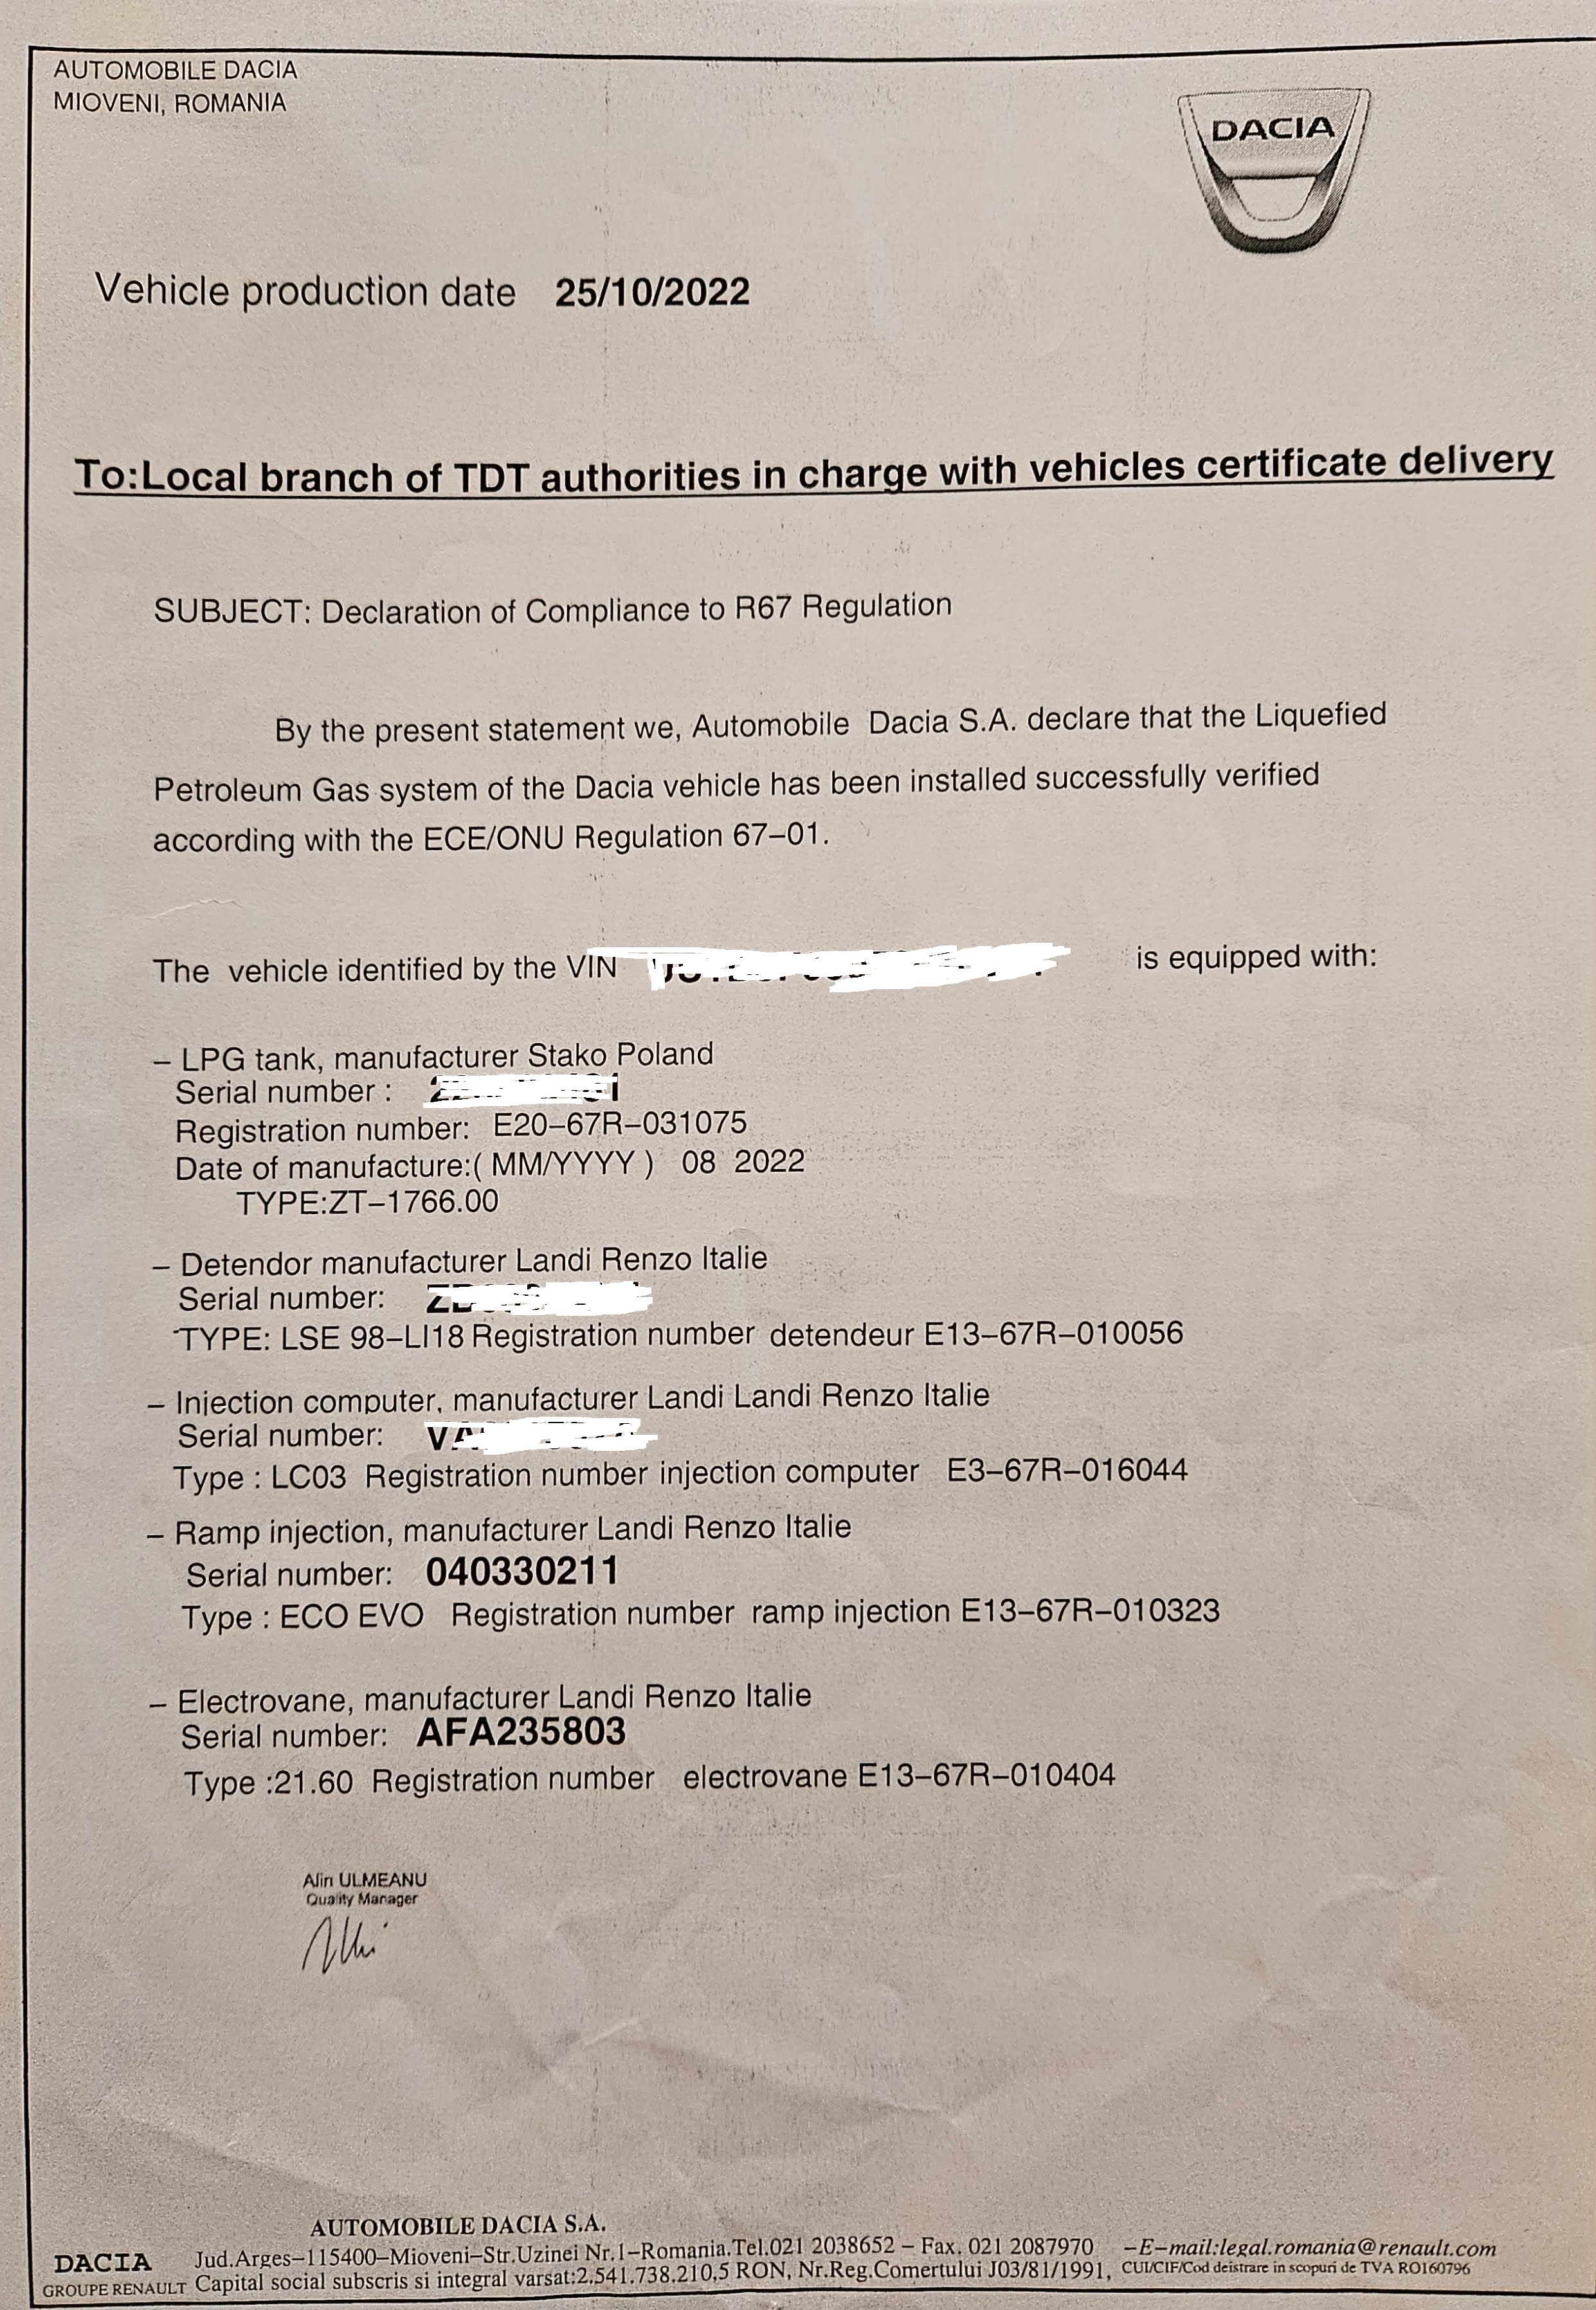 AUTOMOBILE DACIA
MIOVENI, ROMANIA
DACIA
Vehicle production date 25/10/2022
To:Local branch of TDT authorities in charge with vehicles certificate delivery
SUBJECT: Declaration of Compliance to R67 Regulation
By the present statement we, Automobile Dacia S.A. declare that the Liquefied
Petroleum Gas system of the Dacia vehicle has been installed successfully verified
according with the ECE/ONU Regulation 67–01.
The vehicle identified by the VIN is equipped with:
– LPG tank, manufacturer Stako Poland
Serial number :
Registration number: E20–67R–031075
Date of manufacture:( MM/YYYY ) 08 2022
TYPE:ZT–1766.00
– Detendor manufacturer Landi Renzo Italie
Serial number:
TYPE: LSE 98–LI18 Registration number detendeur E13–67R–010056
– Injection computer, manufacturer Landi Landi Renzo Italie
Serial number:
Type : LC03 Registration number injection computer E3–67R–016044
– Ramp injection, manufacturer Landi Renzo Italie
Serial number: 040330211
Type : ECO EVO Registration number ramp injection E13–67R–010323
– Electrovane, manufacturer Landi Renzo Italie
Serial number: AFA235803
Type :21.60 Registration number electrovane E13–67R–010404
Alin ULMEANU
Quality Manager
AUTOMOBILE DACIA S.A.
DACIA Jud.Arges–115400–Mioveni–Str.Uzinei Nr.1–Romania.Tel.021 2038652 – Fax. 021 2087970 –E–mail:legal.romania@renault.com
GROUPE RENAULT Capital social subscris si integral varsat:2.541.738.210,5 RON, Nr.Reg.Comertului J03/81/1991, CUI/CIF/Cod deistrare in scopuri de TVA RO160796